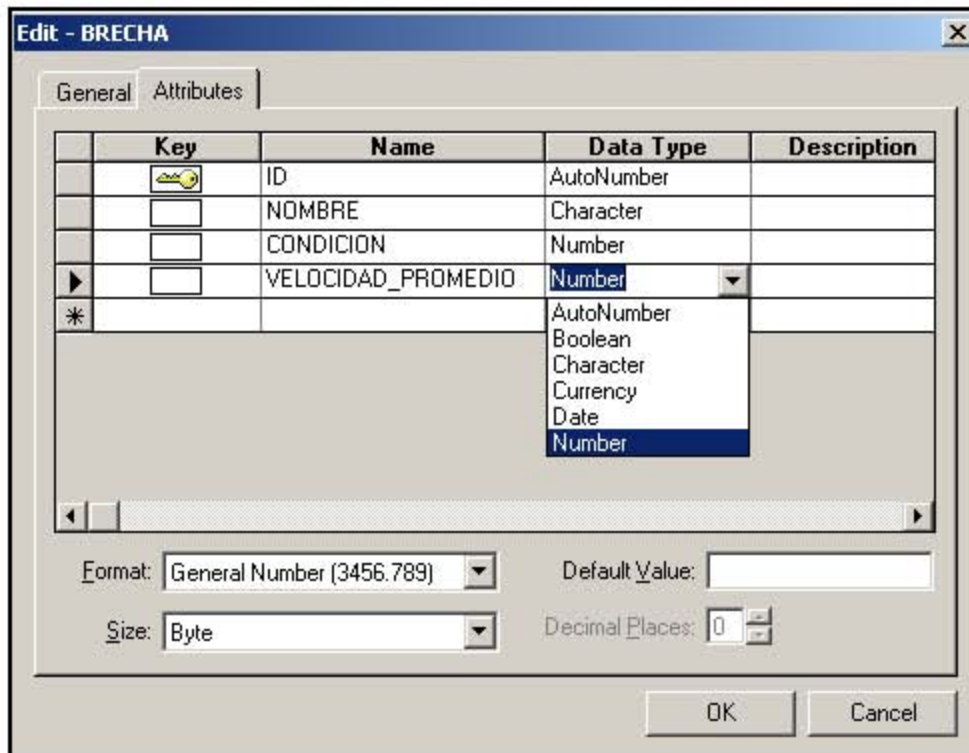 Edit - BRECHA
General Attributes
Key Name Data Type Description
ID AutoNumber
NOMBRE Character
CONDICION Number
VELOCIDAD_PROMEDIO Number
AutoNumber
Boolean
Character
Currency
Date
Number
Format: General Number (3456.789) Default Value:
Size: Byte Decimal Places: 0
OK Cancel